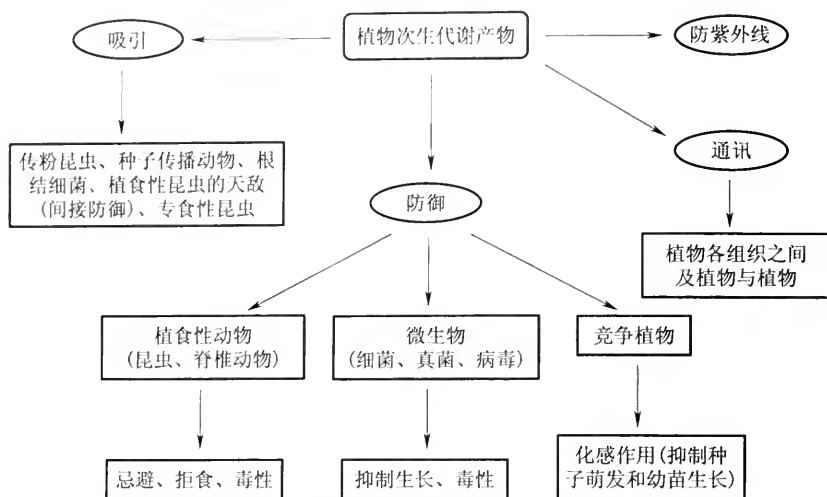 吸引
植物次生代谢产物
防紫外线
传粉昆虫、种子传播动物、根
结细菌、植食性昆虫的天敌
(间接防御)、专食性昆虫
通讯
防御
植物各组织之间
及植物与植物
植食性动物
(昆虫、脊椎动物)
微生物
(细菌、真菌、病毒)
竞争植物
忌避、拒食、毒性
抑制生长、毒性
化感作用(抑制种
子萌发和幼苗生长)